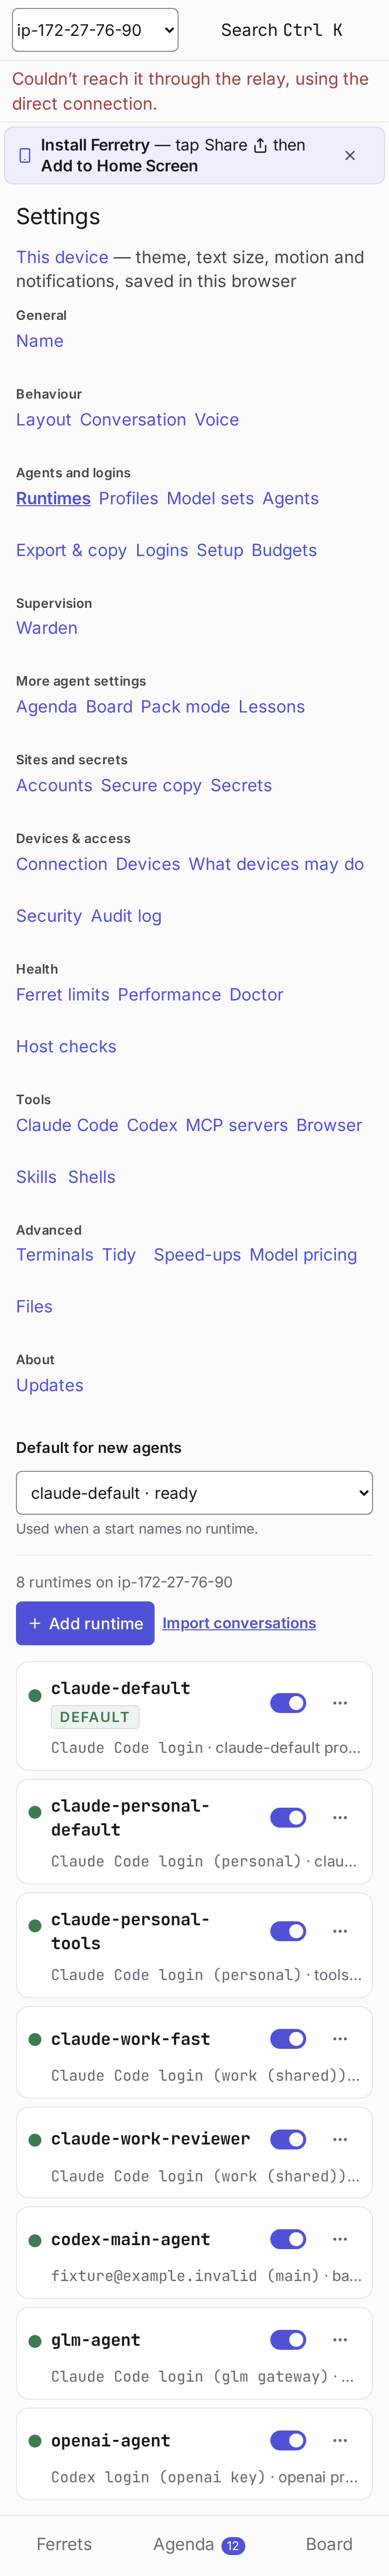 ip-172-27-76-90
Search Ctrl K
Couldn’t reach it through the relay, using the
direct connection.
Install Ferretry — tap Share then
Add to Home Screen
Settings
This device — theme, text size, motion and
notifications, saved in this browser
General
Name
Behaviour
Layout Conversation Voice
Agents and logins
Runtimes Profiles Model sets Agents
Export & copy Logins Setup Budgets
Supervision
Warden
More agent settings
Agenda Board Pack mode Lessons
Sites and secrets
Accounts Secure copy Secrets
Devices & access
Connection Devices What devices may do
Security Audit log
Health
Ferret limits Performance Doctor
Host checks
Tools
Claude Code Codex MCP servers Browser
Skills Shells
Advanced
Terminals Tidy Speed-ups Model pricing
Files
About
Updates
Default for new agents
claude-default · ready
Used when a start names no runtime.
8 runtimes on ip-172-27-76-90
+ Add runtime Import conversations
claude-default
DEFAULT
Claude Code login · claude-default pro…
claude-personal-
default
Claude Code login (personal) · clau…
claude-personal-
tools
Claude Code login (personal) · tools…
claude-work-fast
Claude Code login (work (shared))…
claude-work-reviewer
Claude Code login (work (shared))…
codex-main-agent
fixture@example.invalid (main) · ba…
glm-agent
Claude Code login (glm gateway) · …
openai-agent
Codex login (openai key) · openai pr…
Ferrets Agenda 12 Board